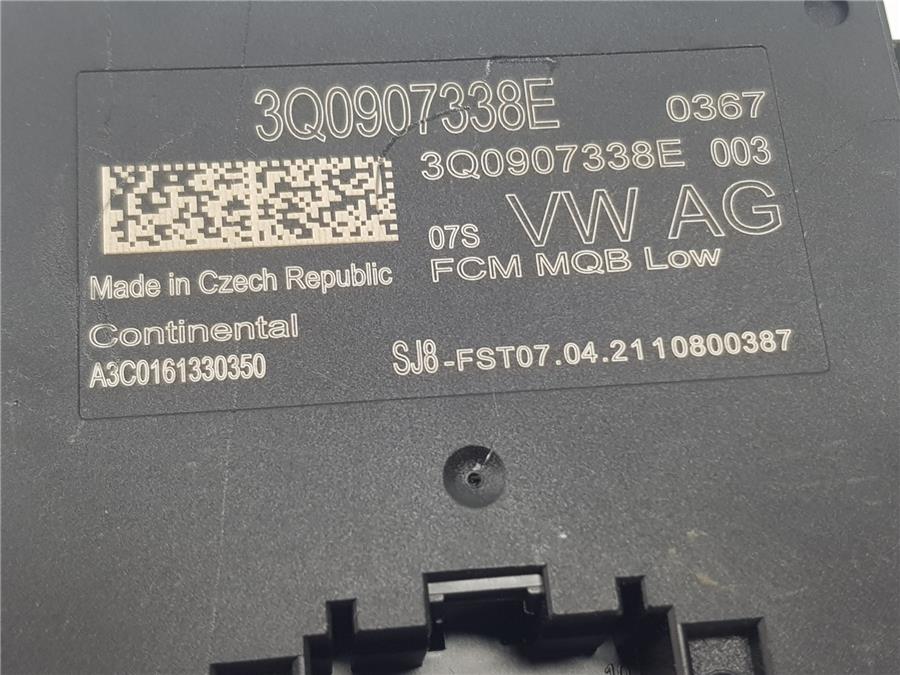 3Q0907338E 0367
3Q0907338E 003
07S VW AG
FCM MQB Low
Made in Czech Republic
Continental
A3C0161330350
SJ8-FST07.04.2110800387